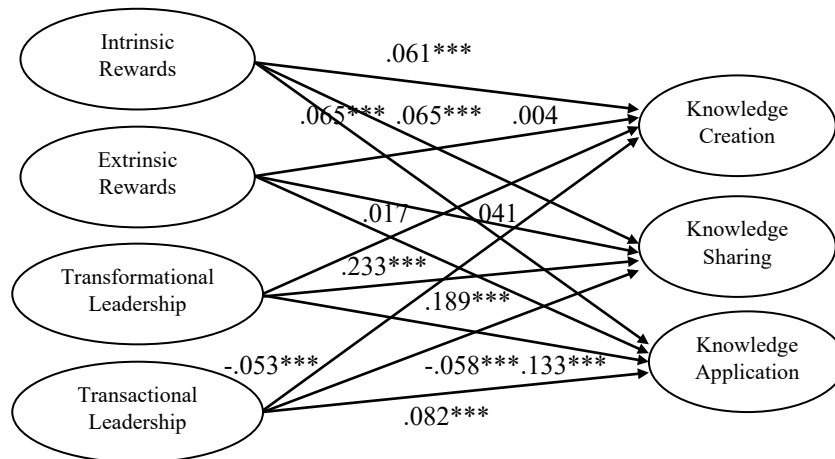 Intrinsic
Rewards
.061***
Knowledge
Creation
.065***
.065***
.004
Extrinsic
Rewards
.017
041
Knowledge
Sharing
Transformational
Leadership
.233***
.189***
Knowledge
Application
-.053***
-.058***
.133***
Transactional
Leadership
.082***